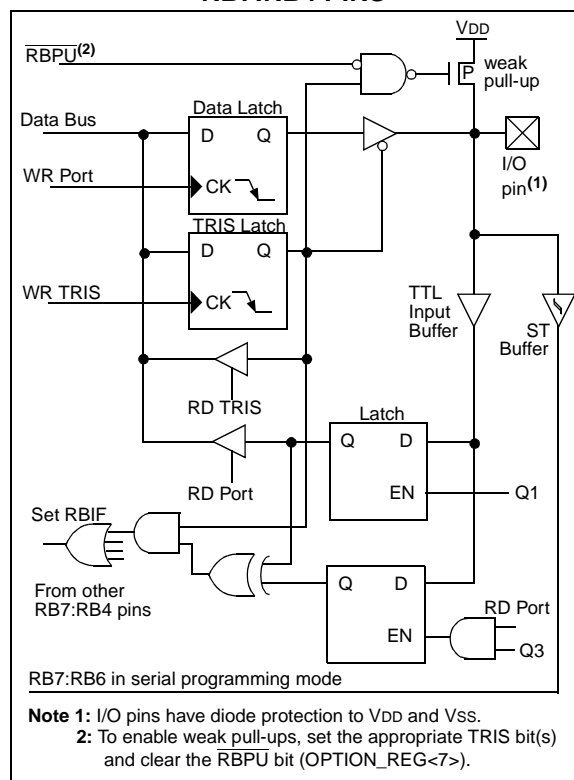 RBPU(2)
VDD
P
weak
pull-up
Data Latch
Data Bus
D
Q
I/O
pin(1)
WR Port
CK
TRIS Latch
D
Q
WR TRIS
CK
TTL
Input
Buffer
ST
Buffer
RD TRIS
Latch
Q
D
RD Port
EN
Q1
Set RBIF
From other
RB7:RB4 pins
Q
D
RD Port
EN
Q3
RB7:RB6 in serial programming mode
Note 1: I/O pins have diode protection to VDD and VSS.
2: To enable weak pull-ups, set the appropriate TRIS bit(s)
and clear the RBPU bit (OPTION_REG<7>).